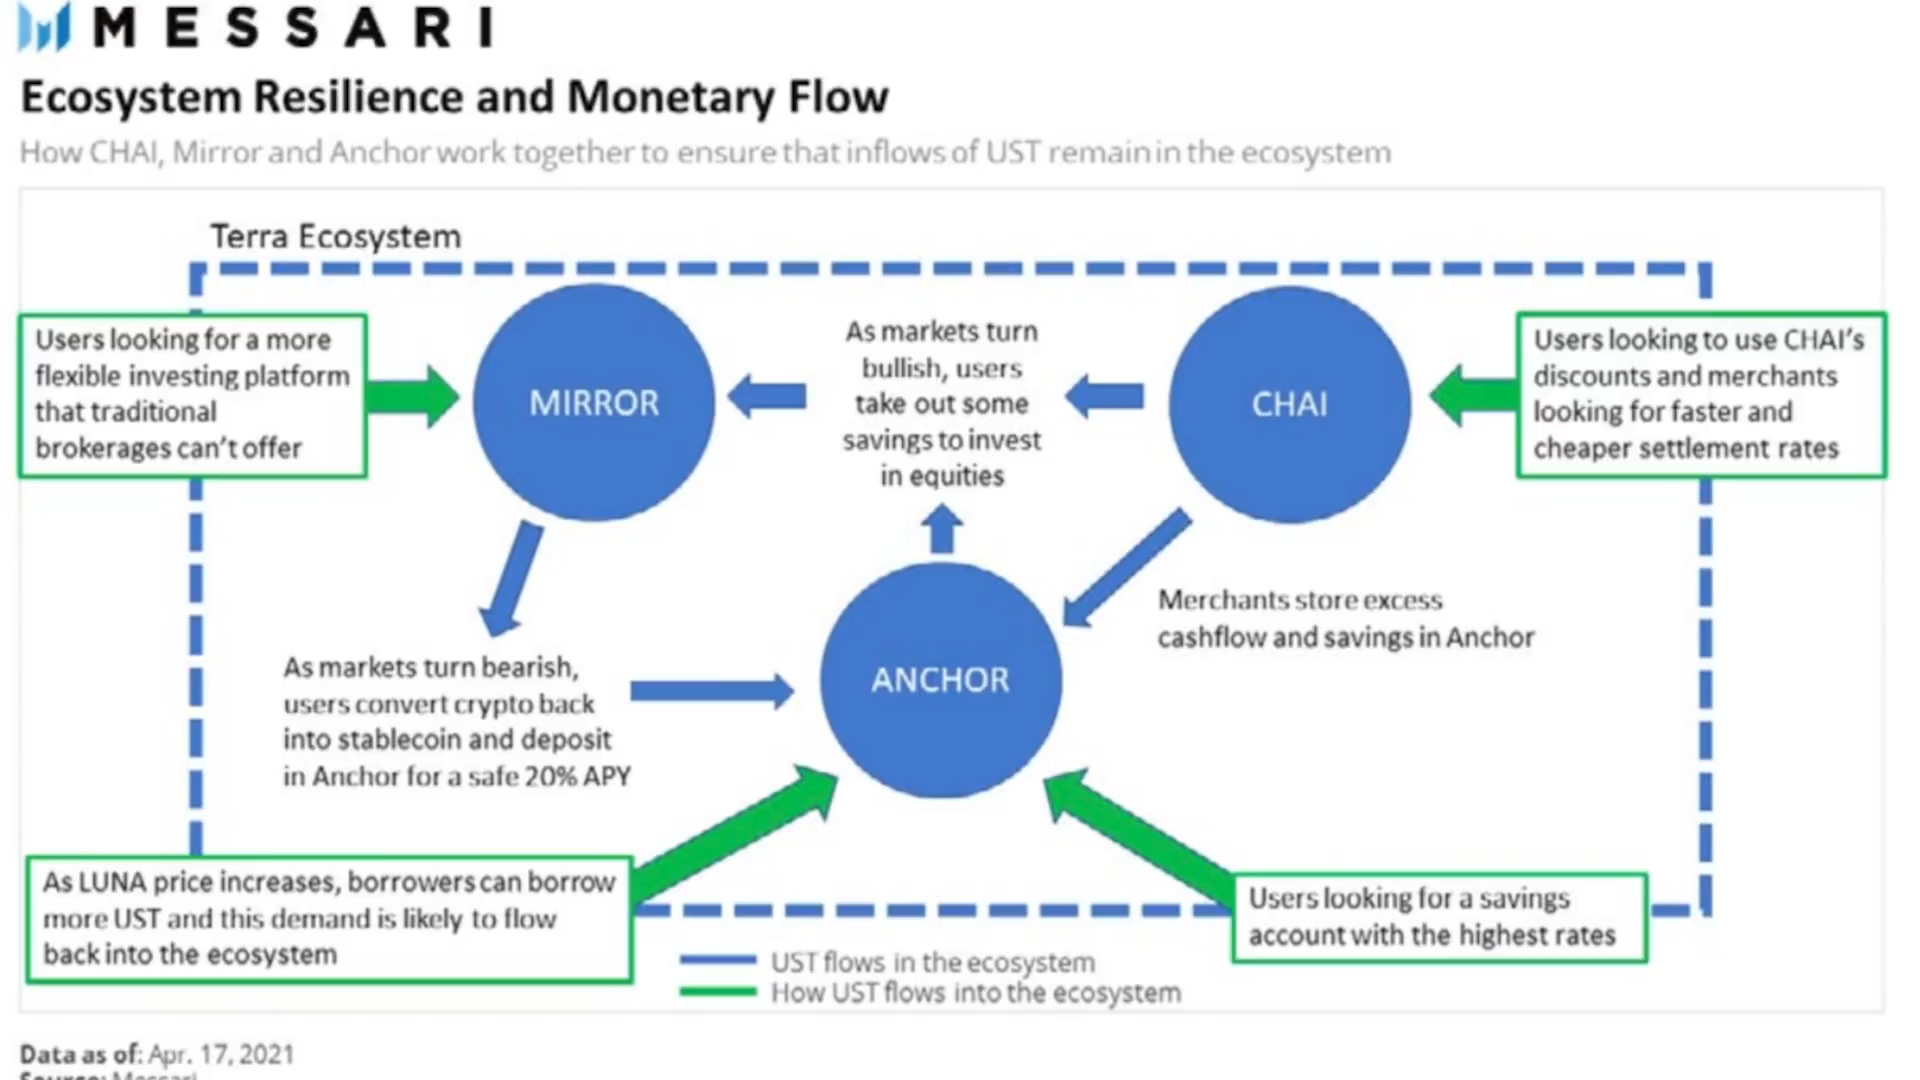 MESSARI
Ecosystem Resilience and Monetary Flow
How CHAI, Mirror and Anchor work together to ensure that inflows of UST remain in the ecosystem
Terra Ecosystem
Users looking for a more
flexible investing platform
that traditional
brokerages can't offer
MIRROR
As markets turn
bullish, users
take out some
savings to invest
in equities
CHAI
Users looking to use CHAI's
discounts and merchants
looking for faster and
cheaper settlement rates
Merchants store excess
cashflow and savings in Anchor
ANCHOR
As markets turn bearish,
users convert crypto back
into stablecoin and deposit
in Anchor for a safe 20% APY
As LUNA price increases, borrowers can borrow
more UST and this demand is likely to flow
back into the ecosystem
Users looking for a savings
account with the highest rates
UST flows in the ecosystem
How UST flows into the ecosystem
Data as of: Apr. 17, 2021
Source: Messari